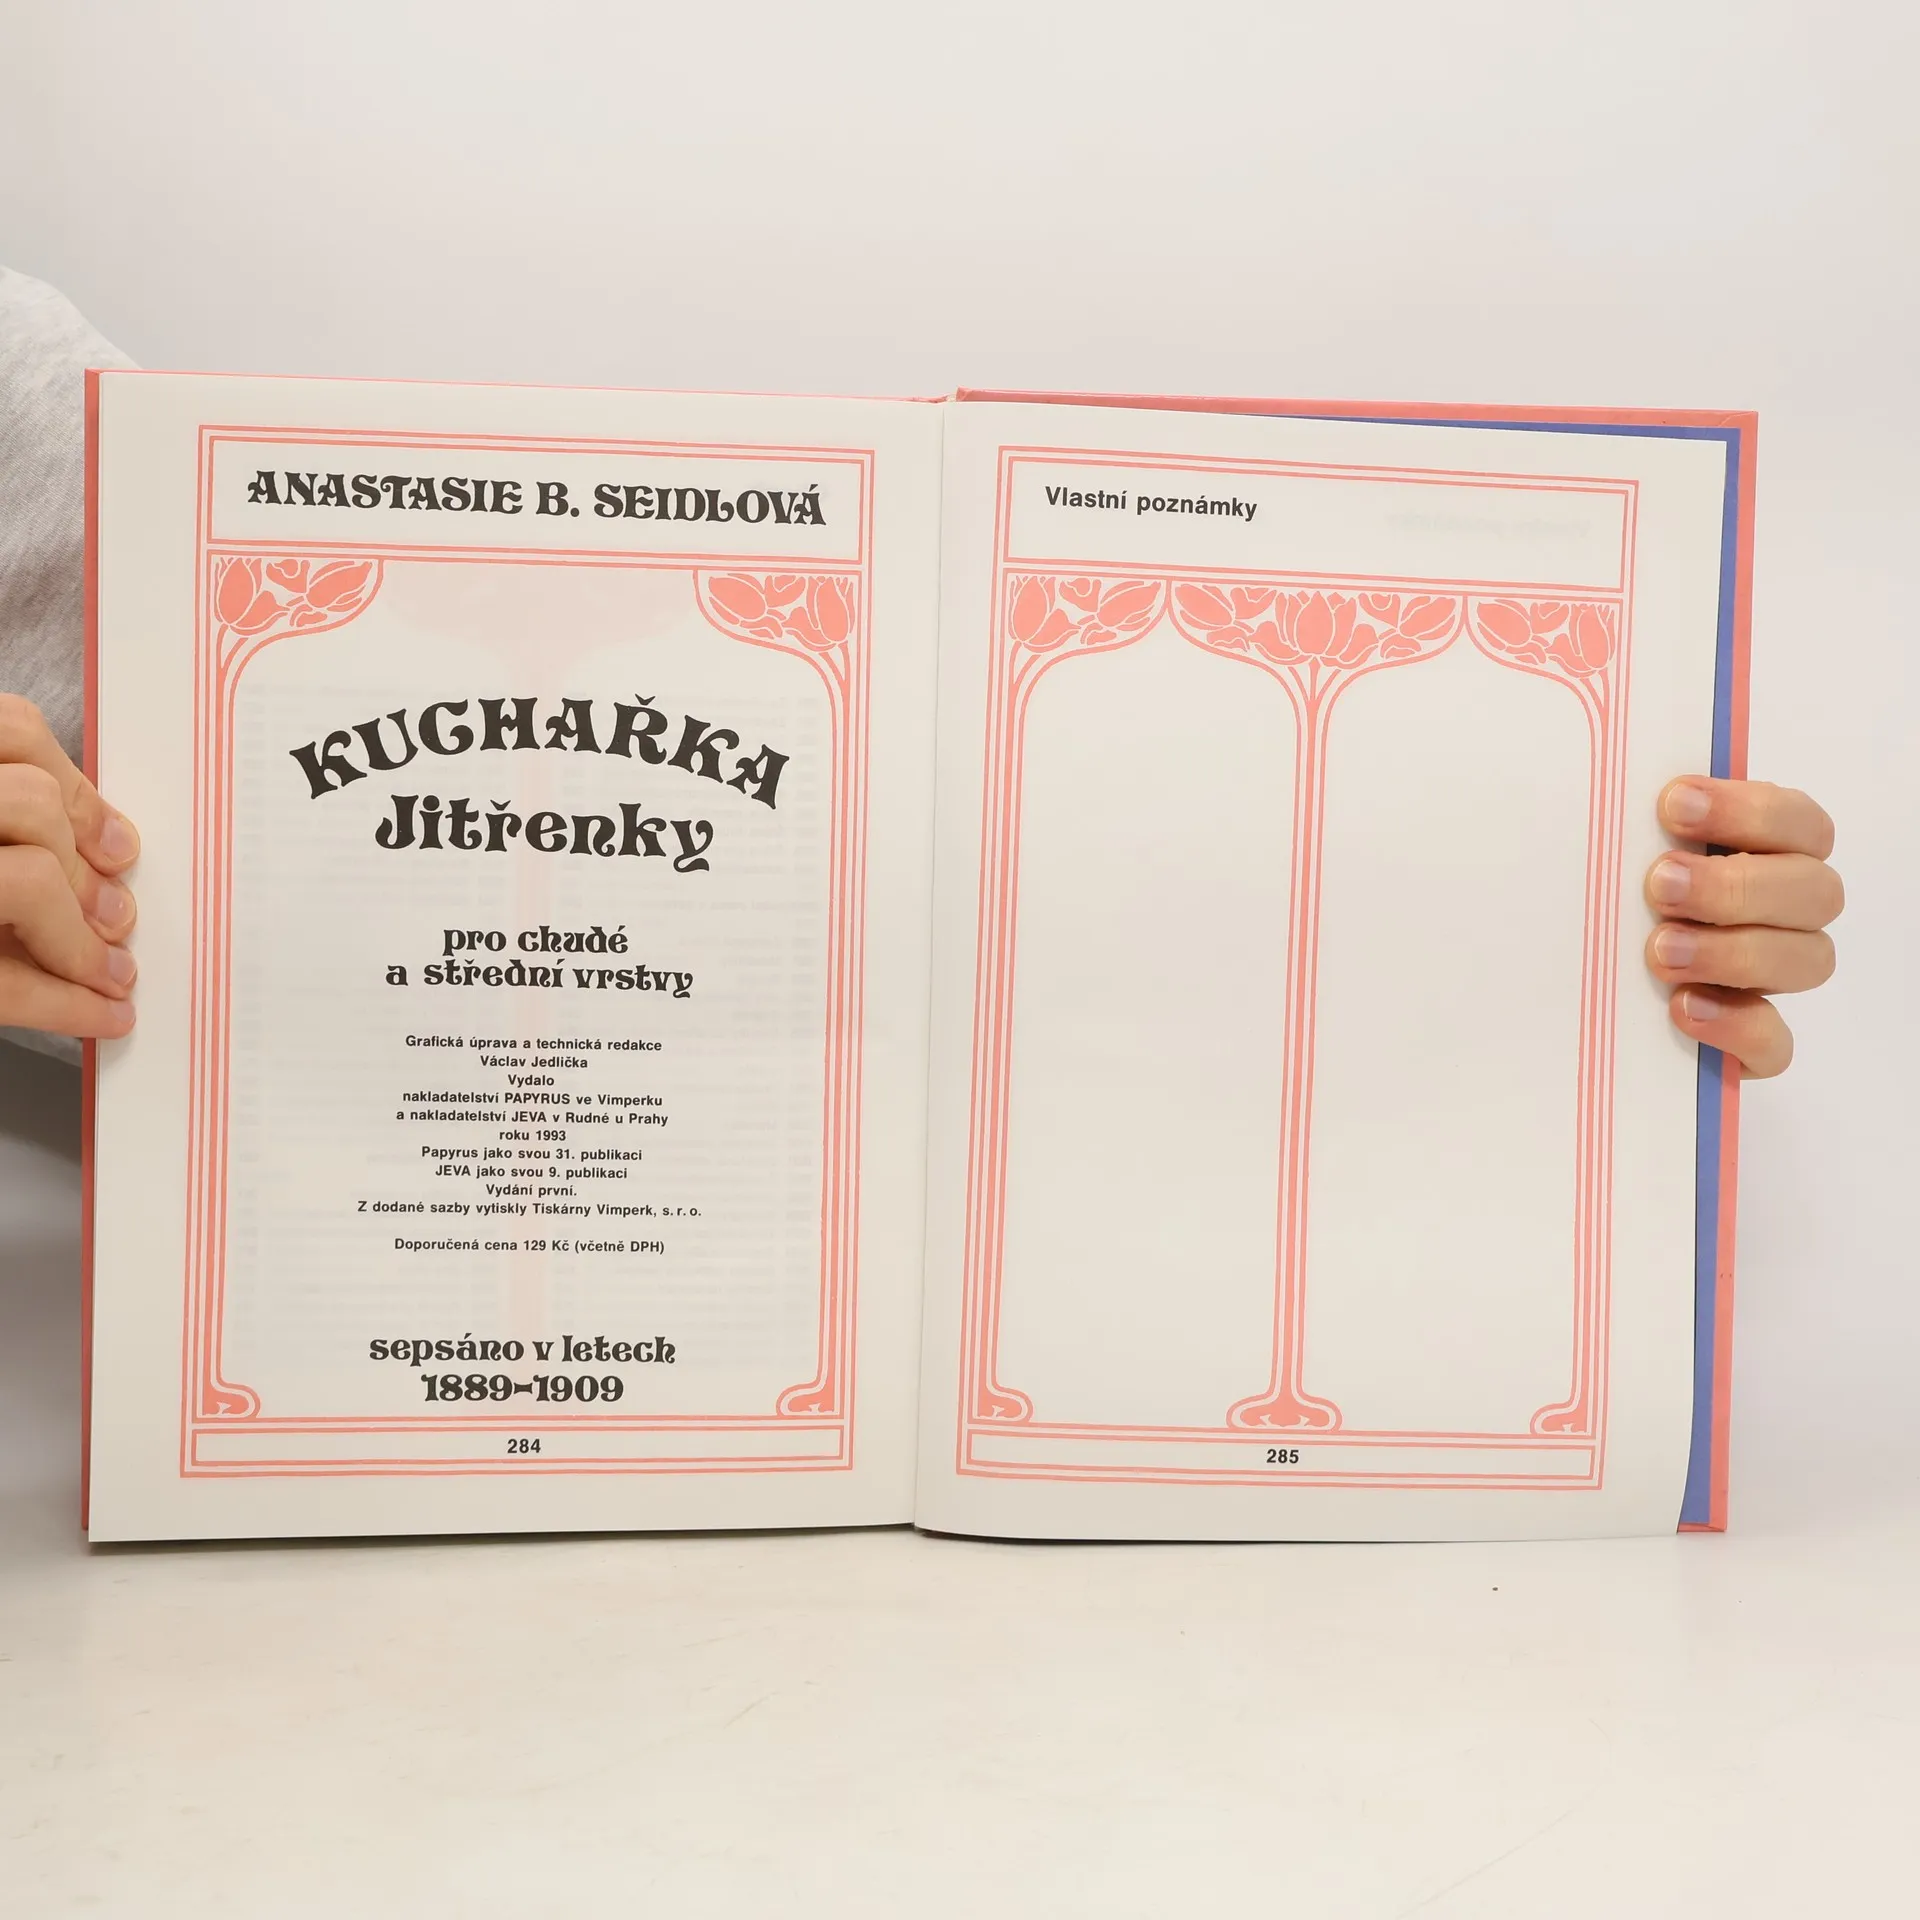 ANASTASIE B. SEIDLOVÁ
KUCHAŘKA
Jitřenky
pro chudé
a střední vrstvy
Grafická úprava a technická redakce
Václav Jedlička
Vydalo
nakladatelství PAPYRUS ve Vimperku
a nakladatelství JEVA v Rudné u Prahy
roku 1993
Papyrus jako svou 31. publikaci
JEVA jako svou 9. publikaci
Vydání první.
Z dodané sazby vytiskly Tiskárny Vimperk, s. r. o.
Doporučená cena 129 Kč (včetně DPH)
sepsáno v letech
1889-1909
284
Vlastní poznámky
285